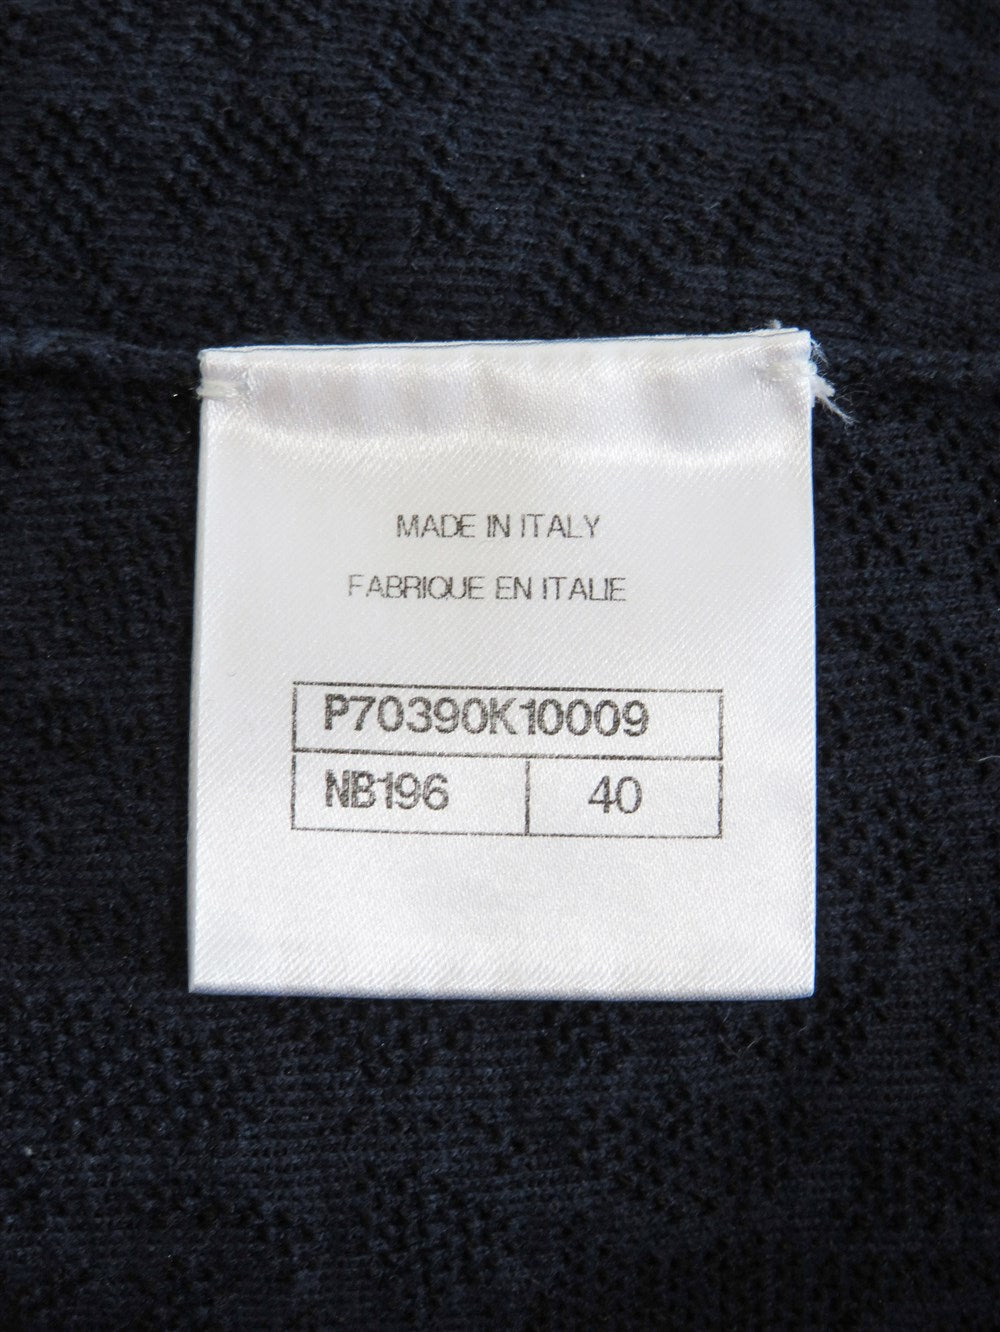 MADE IN ITALY
FABRIQUE EN ITALIE
P70390K10009
NB196 40